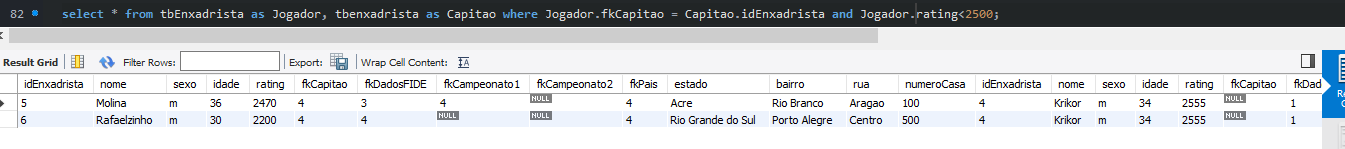 82 select * from tbEnxadrista as Jogador, tbenxadrista as Capitao where Jogador.fkCapitao = Capitao.idEnxadrista and Jogador.rating<2500;
Result Grid Filter Rows: Export: Wrap Cell Content:
idEnxadrista nome sexo idade rating fkCapitao fkDadosFIDE fkCampeonato1 fkCampeonato2 fkPais estado bairro rua numeroCasa idEnxadrista nome sexo idade rating fkCapitao fkDad
5 Molina m 36 2470 4 3 4 NULL 4 Acre Rio Branco Aragao 100 4 Krikor m 34 2555 NULL 1
6 Rafaelzinho m 30 2200 4 4 NULL NULL 4 Rio Grande do Sul Porto Alegre Centro 500 4 Krikor m 34 2555 NULL 1